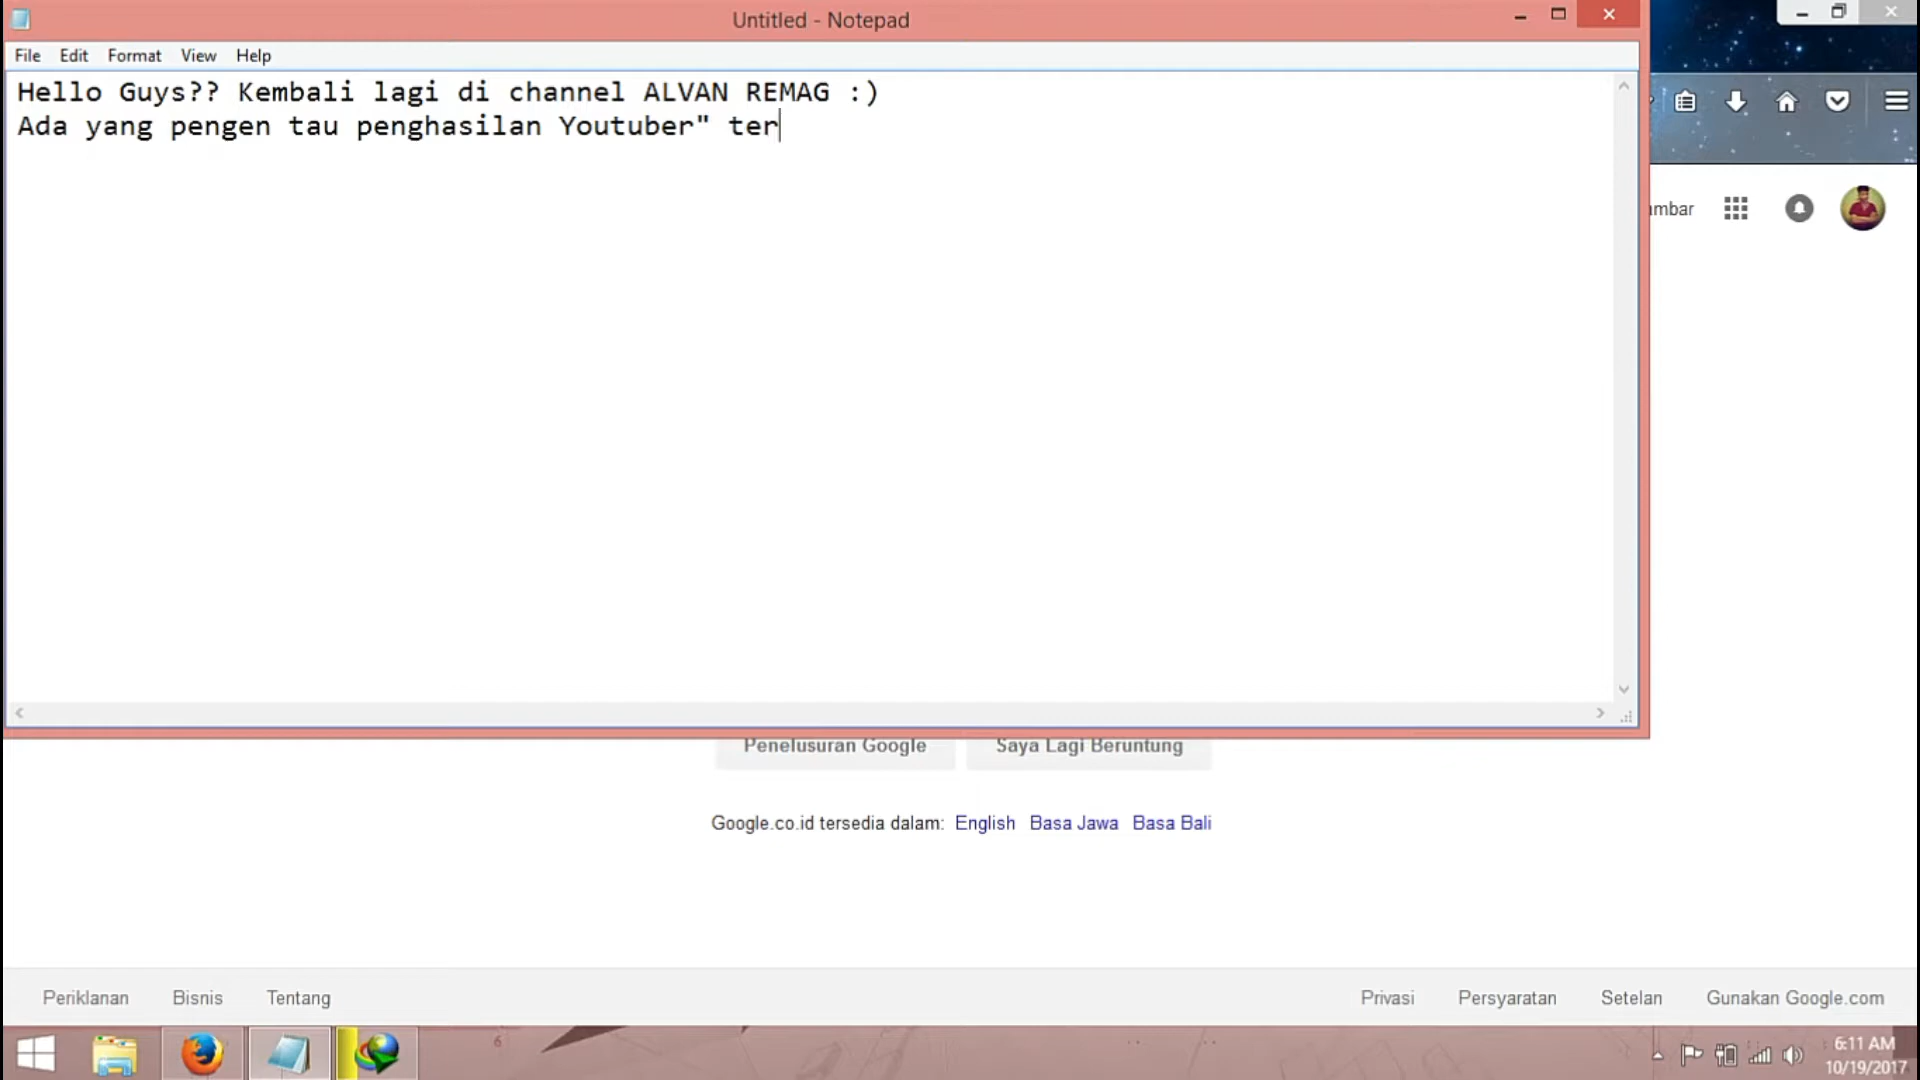 Untitled - Notepad
File Edit Format View Help
Hello Guys?? Kembali lagi di channel ALVAN REMAG :)
Ada yang pengen tau penghasilan Youtuber" ter
mbar
Penelusuran Google Saya Lagi Beruntung
Google.co.id tersedia dalam: English Basa Jawa Basa Bali
Periklanan Bisnis Tentang Privasi Persyaratan Setelan Gunakan Google.com
6:11 AM
10/19/2017